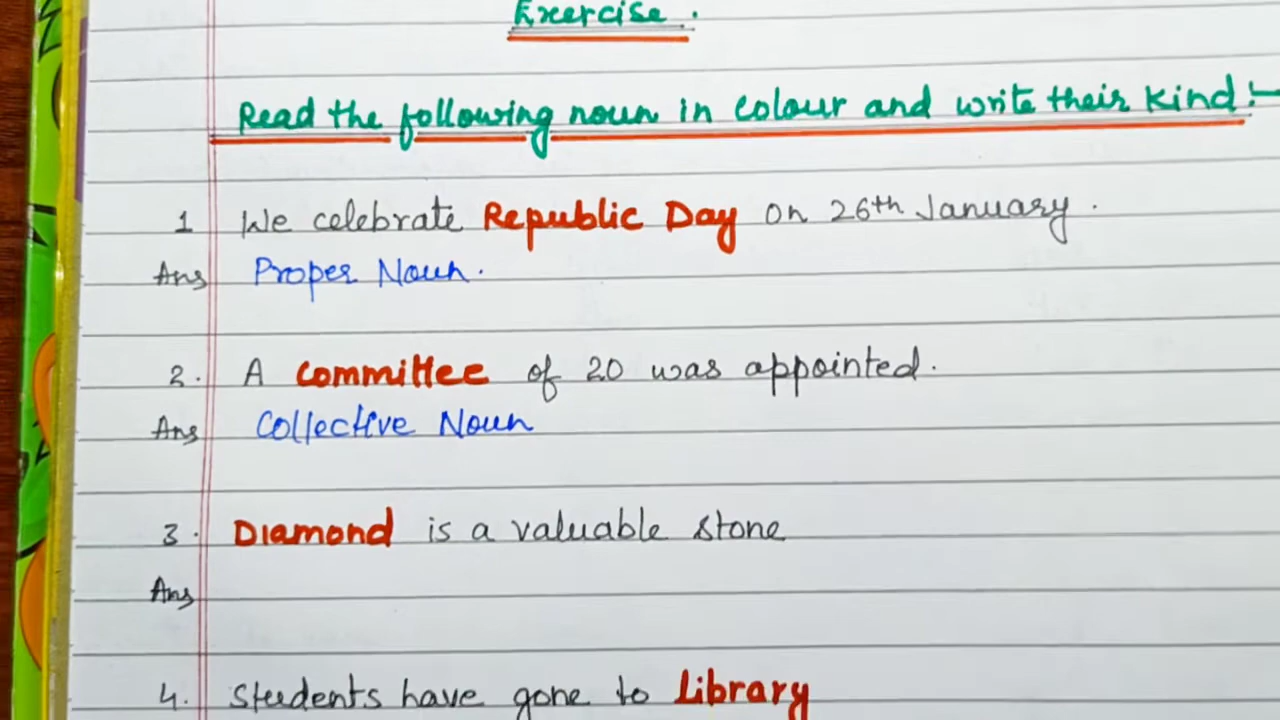 Exercise.
Read the following noun in colour and write their kind:-
1 We celebrate Republic Day on 26th January.
Ans Proper Noun.
2. A committee of 20 was appointed.
Ans Collective Noun
3. Diamond is a valuable stone
Ans
4. Students have gone to Library